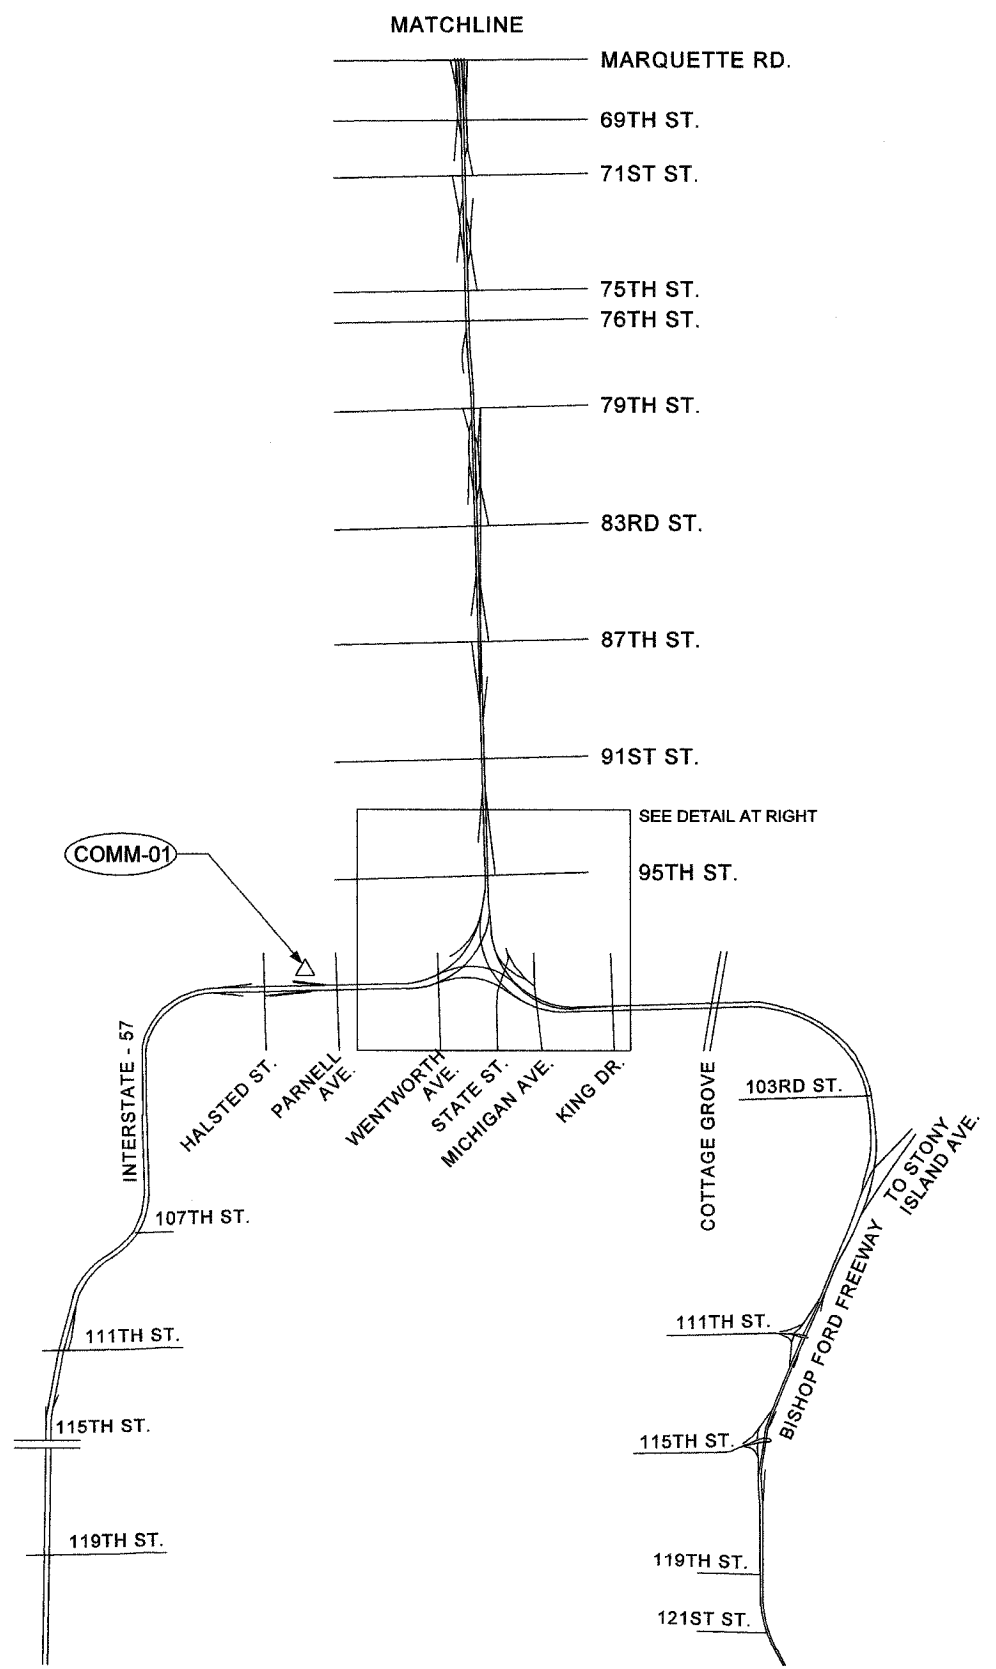 MATCHLINE
MARQUETTE RD.
69TH ST.
71ST ST.
75TH ST.
76TH ST.
79TH ST.
83RD ST.
87TH ST.
91ST ST.
SEE DETAIL AT RIGHT
COMM-01
95TH ST.
INTERSTATE - 57
HALSTED ST.
PARNELL
AVE.
WENTWORTH
AVE.
STATE ST.
MICHIGAN AVE.
KING DR.
COTTAGE GROVE
103RD ST.
TO STONY
ISLAND AVE.
107TH ST.
BISHOP FORD FREEWAY
111TH ST.
111TH ST.
115TH ST.
115TH ST.
119TH ST.
119TH ST.
121ST ST.